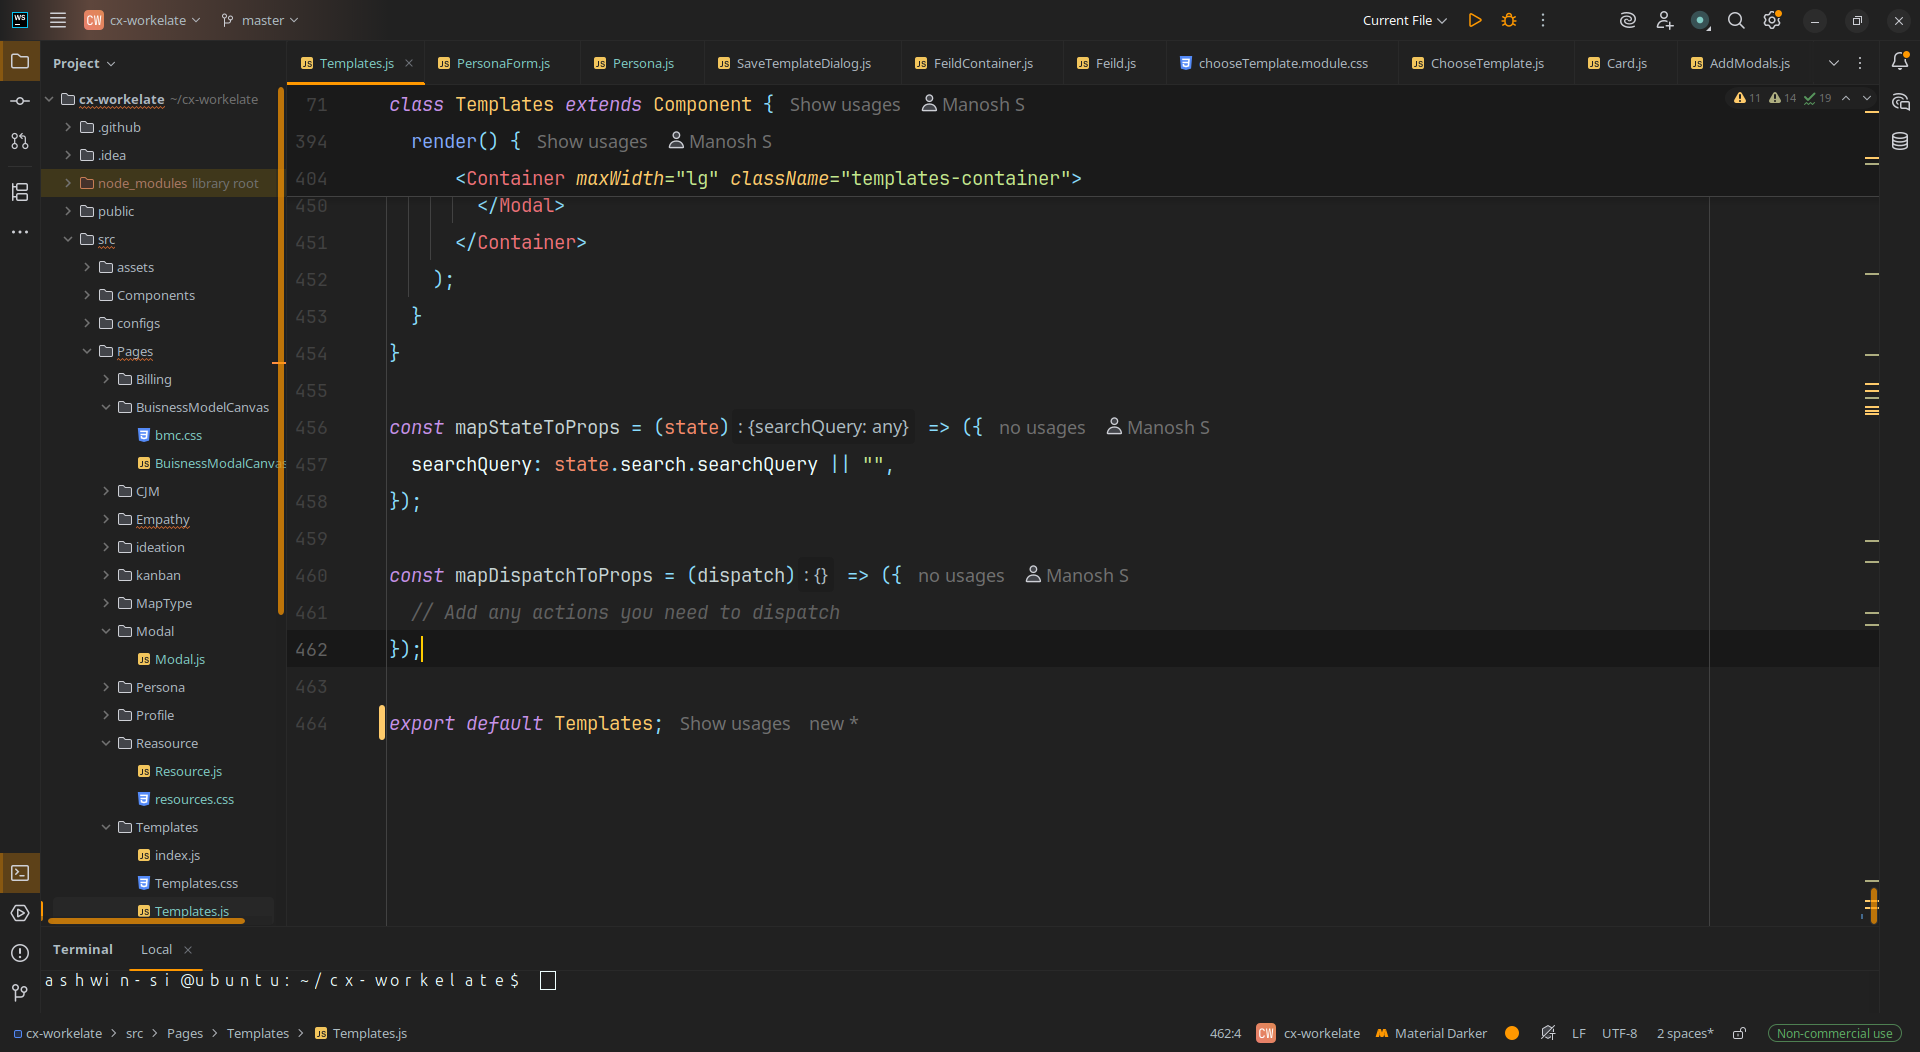 WS
CW cx-workelate
master
Current File
Project
Templates.js
PersonaForm.js
Persona.js
SaveTemplateDialog.js
FeildContainer.js
Feild.js
chooseTemplate.module.css
ChooseTemplate.js
Card.js
AddModals.js
cx-workelate ~/cx-workelate
.github
.idea
node_modules library root
public
src
assets
Components
configs
Pages
Billing
BuisnessModelCanvas
bmc.css
BuisnessModalCanvas
CJM
Empathy
ideation
kanban
MapType
Modal
Modal.js
Persona
Profile
Reasource
Resource.js
resources.css
Templates
index.js
Templates.css
Templates.js
11 14 19
71 class Templates extends Component { Show usages Manosh S
394 render() { Show usages Manosh S
404 <Container maxWidth="lg" className="templates-container">
450 </Modal>
451 </Container>
452 );
453 }
454 }
455
456 const mapStateToProps = (state) : {searchQuery: any} => ({ no usages Manosh S
457 searchQuery: state.search.searchQuery || "",
458 });
459
460 const mapDispatchToProps = (dispatch) : {} => ({ no usages Manosh S
461 // Add any actions you need to dispatch
462 });
463
464 export default Templates; Show usages new *
Terminal Local
ashwin-si@ubuntu:~/cx-workelate$
cx-workelate > src > Pages > Templates > Templates.js
462:4 CW cx-workelate Material Darker LF UTF-8 2 spaces* Non-commercial use